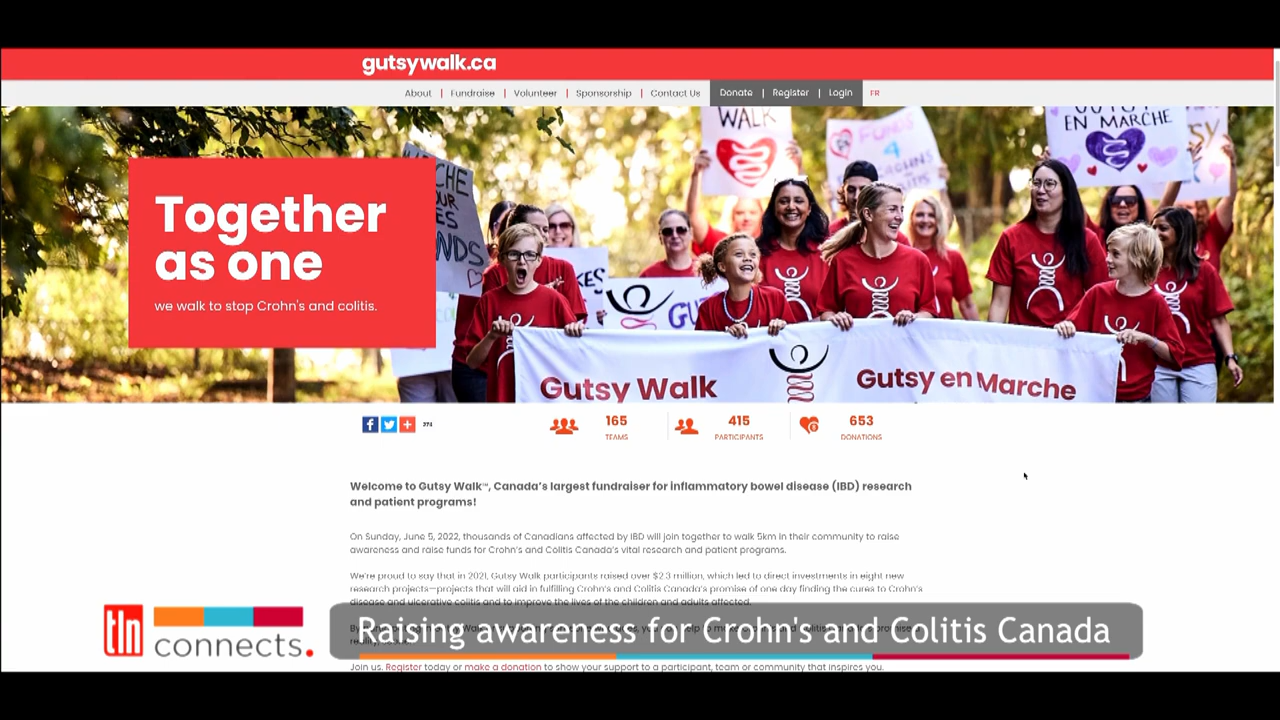 gutsywalk.ca
About | Fundraise | Volunteer | Sponsorship | Contact Us Donate | Register | Login FR
WALK
EN MARCHE
FUNDS
4
Together
as one
we walk to stop Crohn's and colitis.
Gutsy Walk
Gutsy en Marche
165
TEAMS
415
PARTICIPANTS
653
DONATIONS
Welcome to Gutsy Walk™, Canada's largest fundraiser for inflammatory bowel disease (IBD) research
and patient programs!
On Sunday, June 5, 2022, thousands of Canadians affected by IBD will join together to walk 5km in their community to raise
awareness and raise funds for Crohn's and Colitis Canada's vital research and patient programs.
We're proud to say that in 2021, Gutsy Walk participants raised over $2.3 million, which led to direct investments in eight new
research projects—projects that will aid in fulfilling Crohn's and Colitis Canada's promise of one day finding the cures to Crohn's
disease and ulcerative colitis and to improve the lives of the children and adults affected.
tln
connects.
Raising awareness for Crohn's and Colitis Canada
Join us. Register today or make a donation to show your support to a participant, team or community that inspires you.